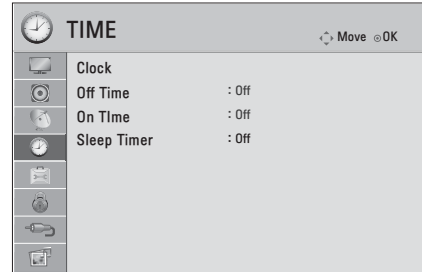 TIME
Move OK
Clock
Off Time : Off
On TIme : Off
Sleep Timer : Off